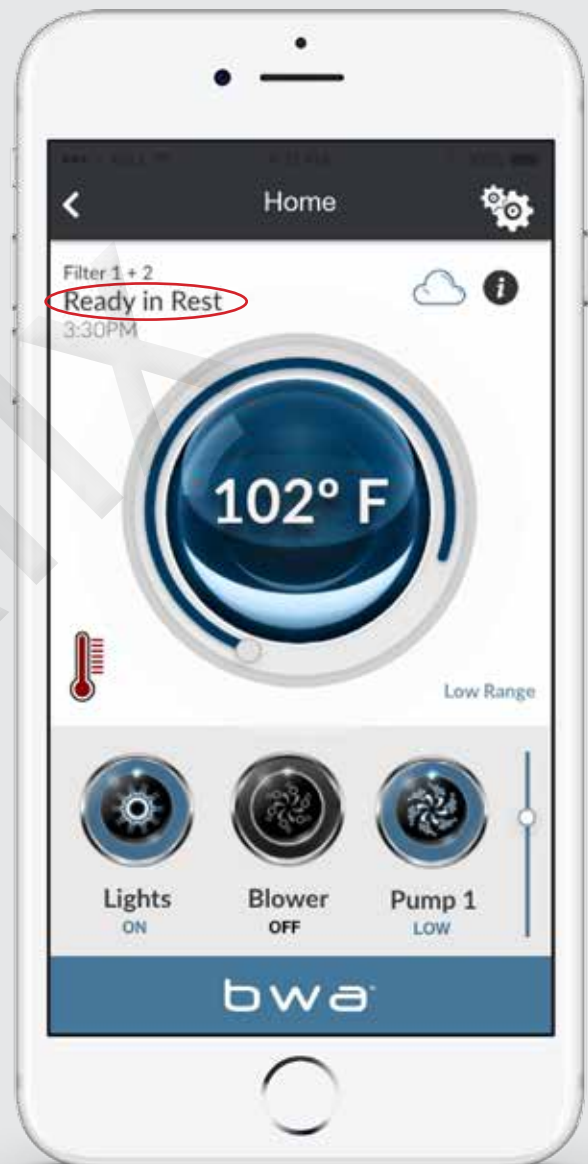 Home
Filter 1 + 2
Ready in Rest
3:30PM
i
102° F
Low Range
Lights
ON
Blower
OFF
Pump 1
LOW
bwa